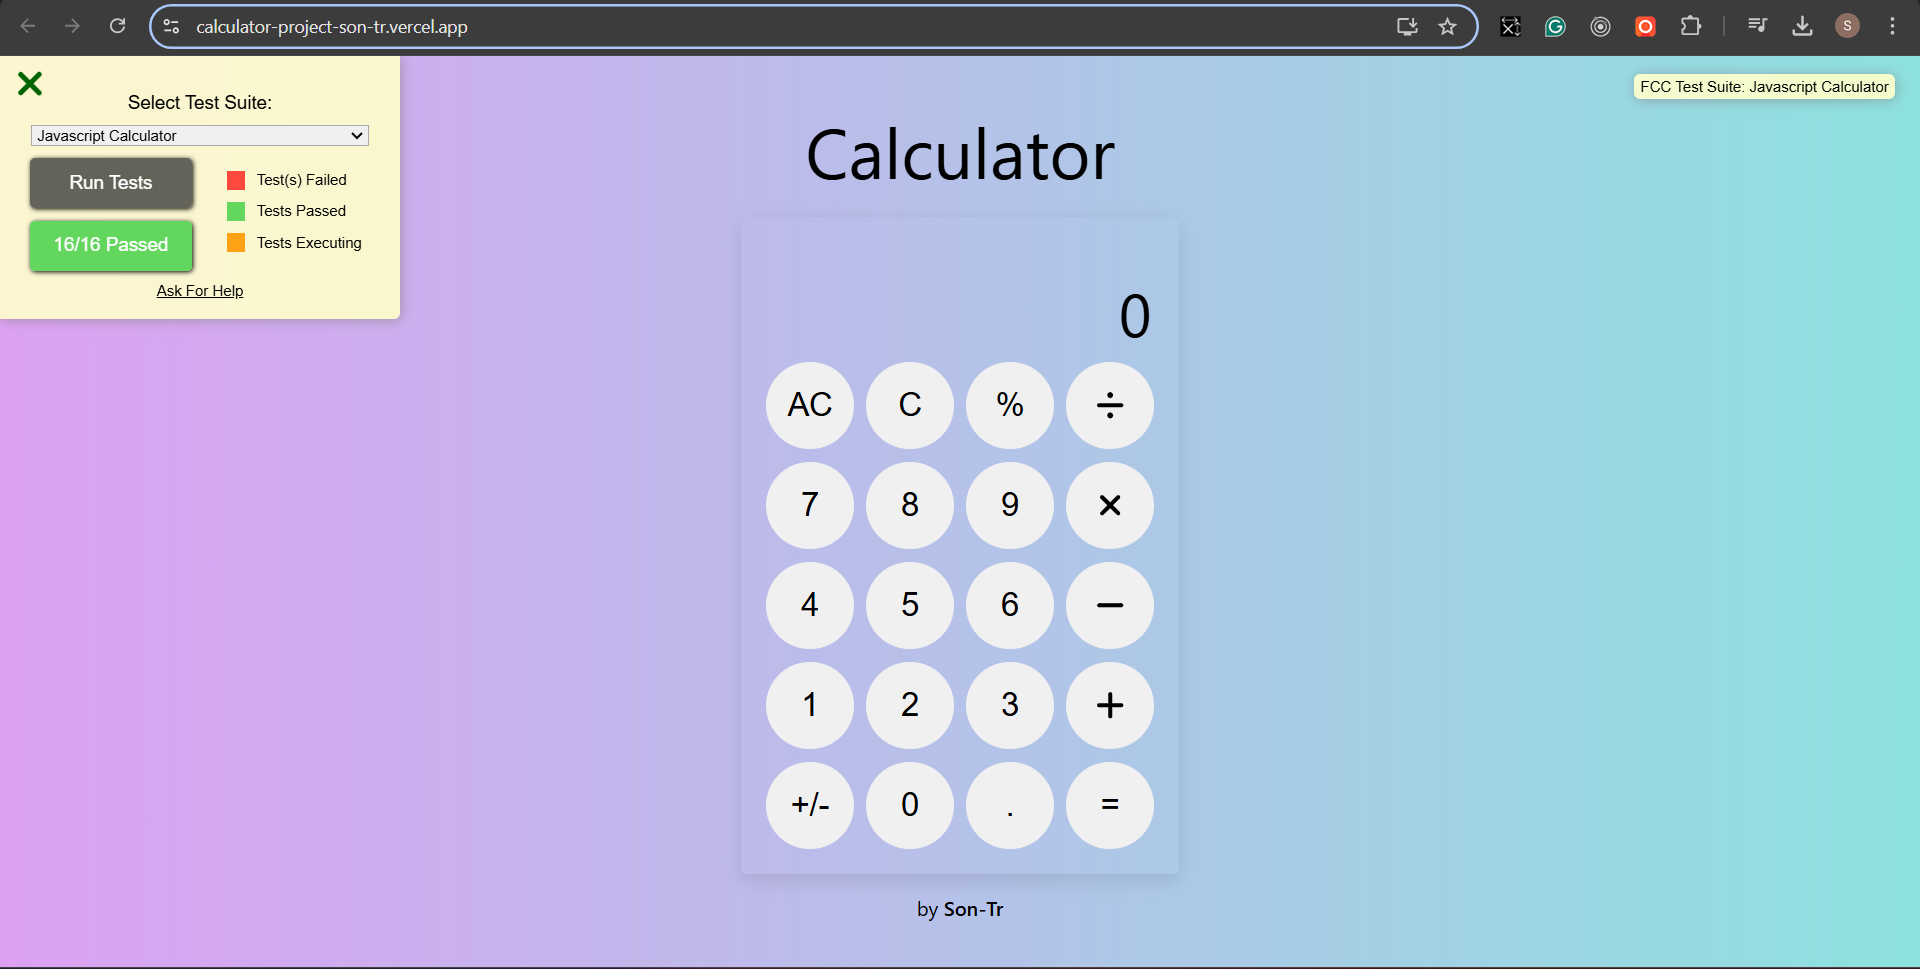 calculator-project-son-tr.vercel.app
S
Select Test Suite:
Javascript Calculator
Run Tests
16/16 Passed
Test(s) Failed
Tests Passed
Tests Executing
Ask For Help
FCC Test Suite: Javascript Calculator
Calculator
0
AC C % ÷
7 8 9 ×
4 5 6 −
1 2 3 +
+/- 0 . =
by Son-Tr